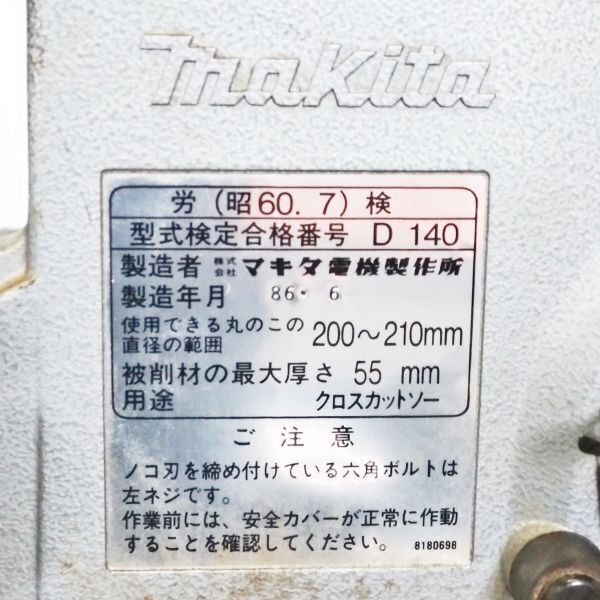 makita
労(昭60.7)検
型式検定合格番号 D 140
製造者 株式会社 マキタ電機製作所
製造年月 86- 6
使用できる丸のこの直径の範囲 200～210mm
被削材の最大厚さ 55 mm
用途 クロスカットソー
ご注意
ノコ刃を締め付けている六角ボルトは
左ネジです。
作業前には、安全カバーが正常に作動
することを確認してください。 8180698